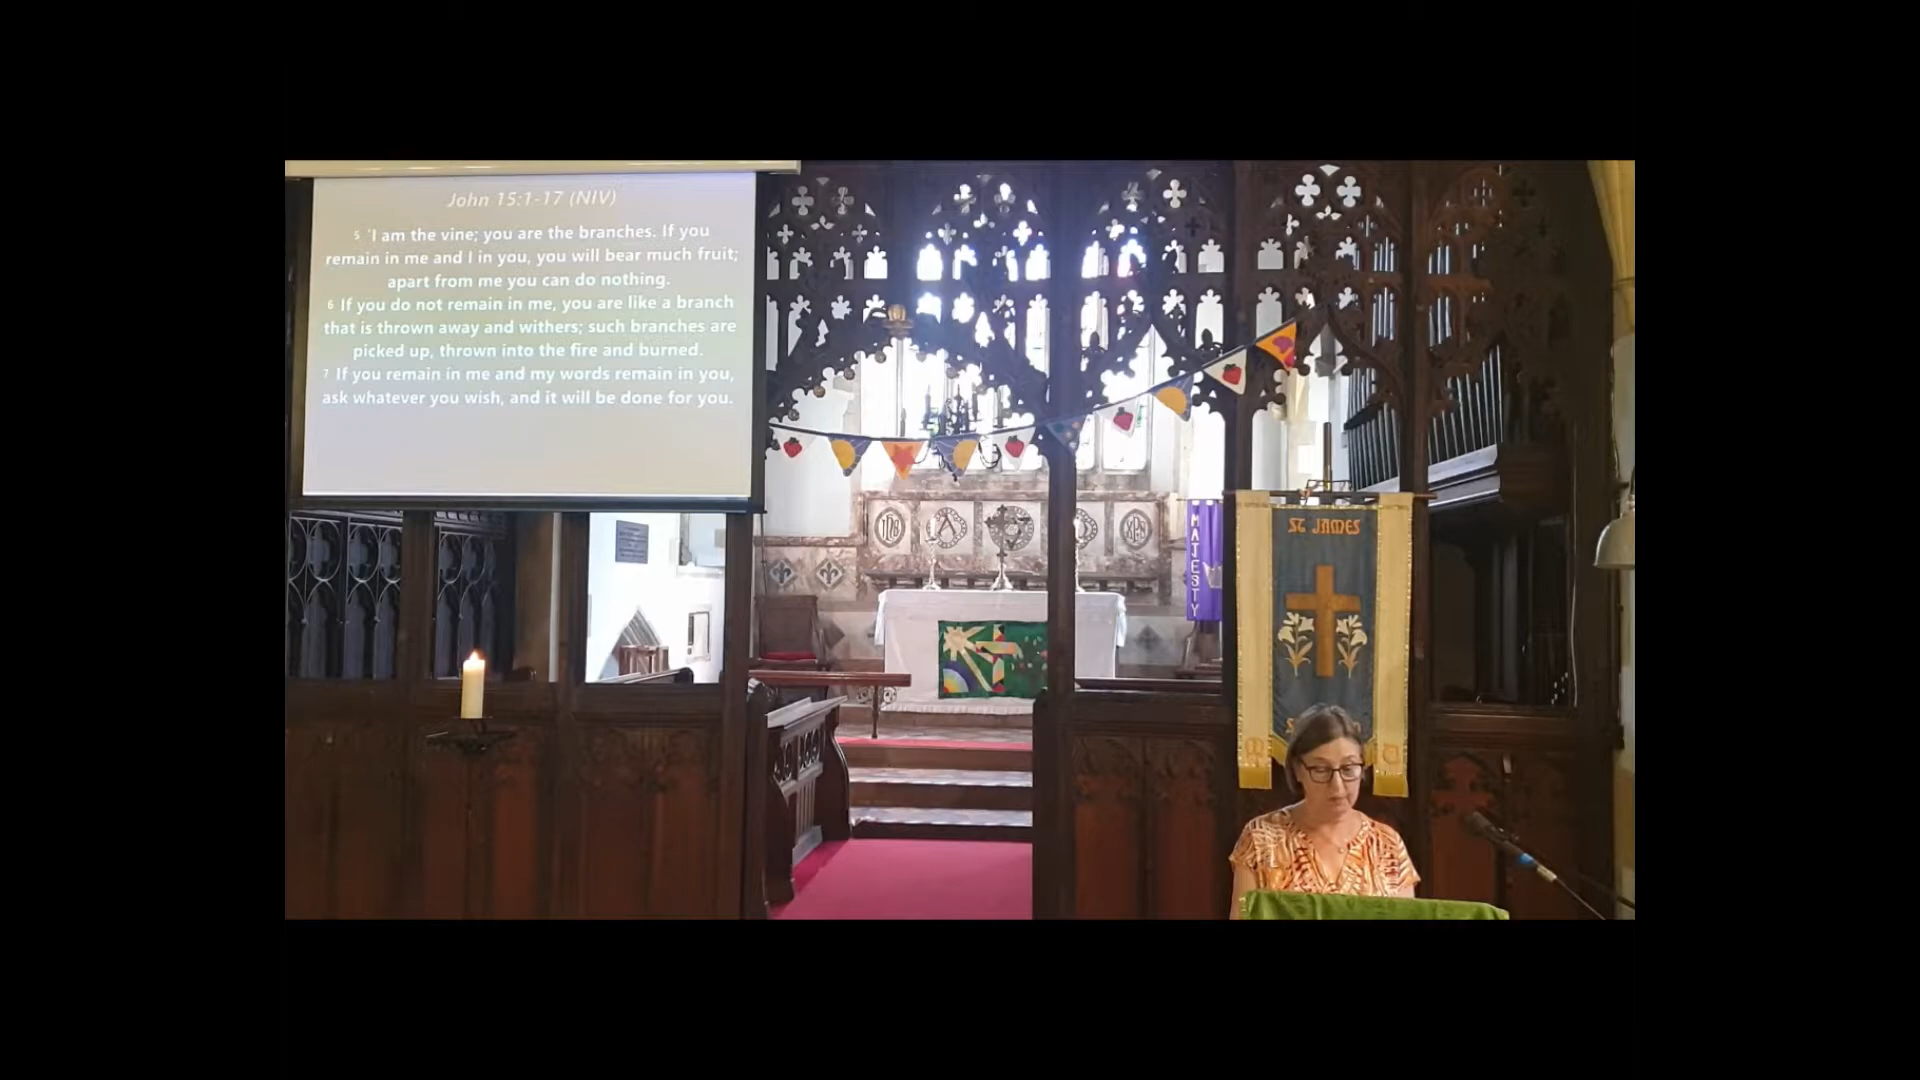 John 15:1-17 (NIV)
5 'I am the vine; you are the branches. If you
remain in me and I in you, you will bear much fruit;
apart from me you can do nothing.
6 If you do not remain in me, you are like a branch
that is thrown away and withers; such branches are
picked up, thrown into the fire and burned.
7 If you remain in me and my words remain in you,
ask whatever you wish, and it will be done for you.
MAJESTY
ST JAMES